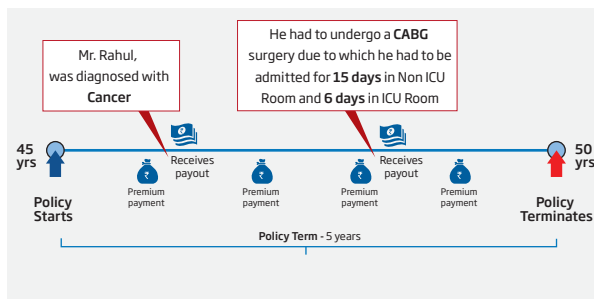 Mr. Rahul,
was diagnosed with
Cancer
He had to undergo a CABG
surgery due to which he had to be
admitted for 15 days in Non ICU
Room and 6 days in ICU Room
45
yrs
50
yrs
Receives
payout
Receives
payout
₹
₹
₹
₹
Premium
payment
Premium
payment
Premium
payment
Premium
payment
Policy
Starts
Policy
Terminates
Policy Term - 5 years